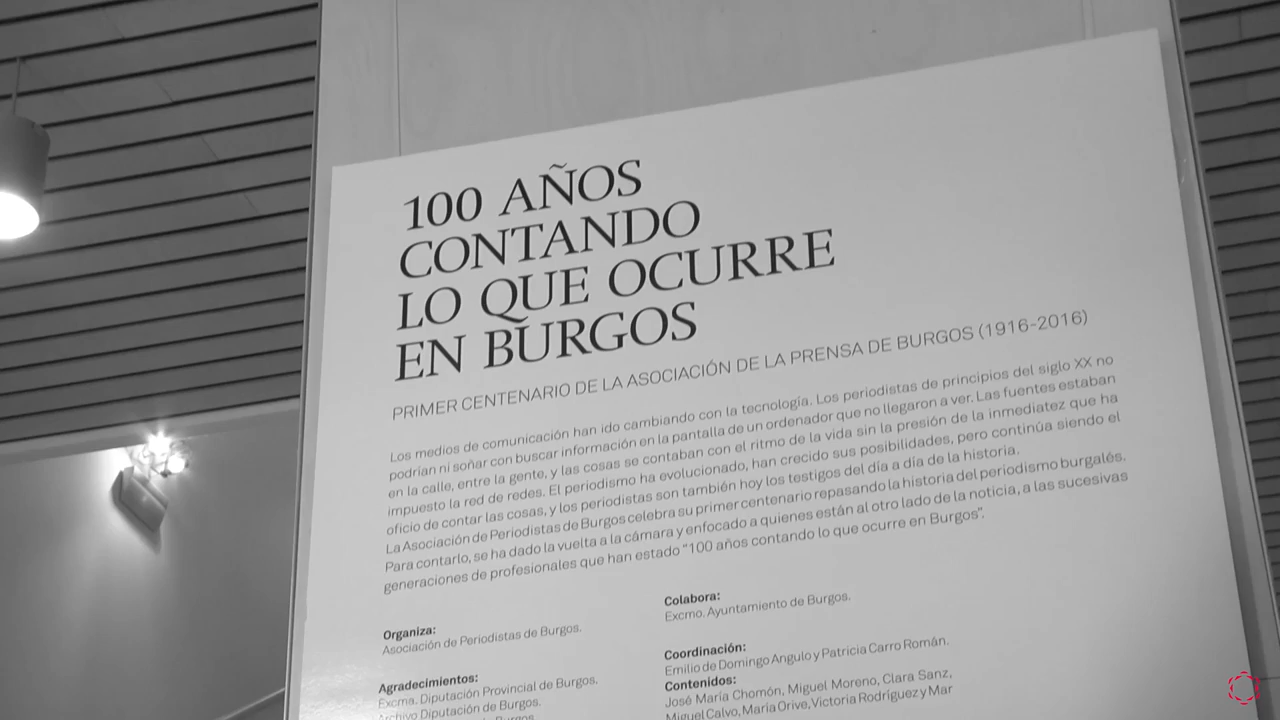 100 AÑOS
CONTANDO
LO QUE OCURRE
EN BURGOS
PRIMER CENTENARIO DE LA ASOCIACIÓN DE LA PRENSA DE BURGOS (1916-2016)
Los medios de comunicación han ido cambiando con la tecnología. Los periodistas de principios del siglo XX no
podrían ni soñar con buscar información en la pantalla de un ordenador que no llegaron a ver. Las fuentes estaban
en la calle, entre la gente, y las cosas se contaban con el ritmo de la vida sin la presión de la inmediatez que ha
impuesto la red de redes. El periodismo ha evolucionado, han crecido sus posibilidades, pero continúa siendo el
oficio de contar las cosas, y los periodistas son también hoy los testigos del día a día de la historia.
La Asociación de Periodistas de Burgos celebra su primer centenario repasando la historia del periodismo burgalés.
Para contarlo, se ha dado la vuelta a la cámara y enfocado a quienes están al otro lado de la noticia, a las sucesivas
generaciones de profesionales que han estado "100 años contando lo que ocurre en Burgos".
Organiza:
Asociación de Periodistas de Burgos.
Agradecimientos:
Excma. Diputación Provincial de Burgos.
Archivo Diputación de Burgos.
de Burgos
Colabora:
Excmo. Ayuntamiento de Burgos.
Coordinación:
Emilio de Domingo Angulo y Patricia Carro Román.
Contenidos:
José María Chomón, Miguel Moreno, Clara Sanz,
Miguel Calvo, María Orive, Victoria Rodríguez y Mar